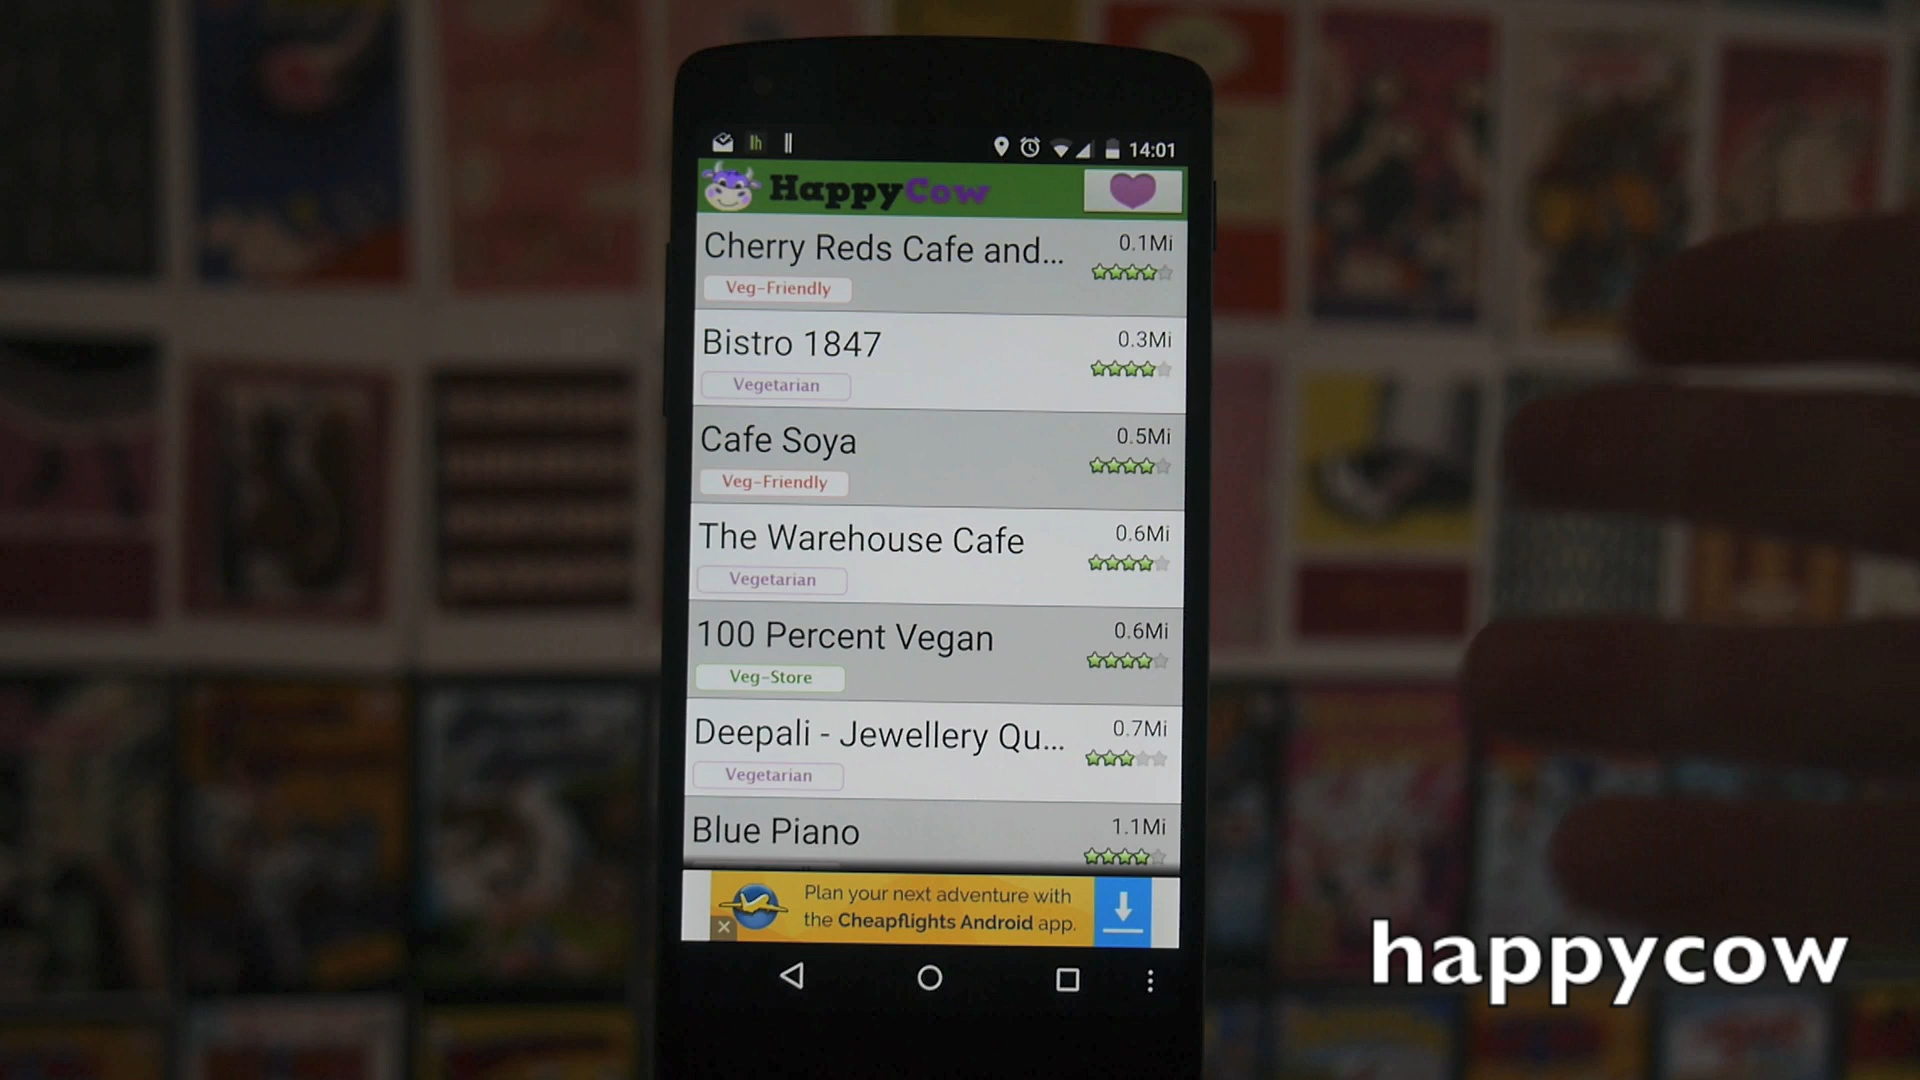 14:01
HappyCow
Cherry Reds Cafe and...
0.1Mi
Veg-Friendly
Bistro 1847
0.3Mi
Vegetarian
Cafe Soya
0.5Mi
Veg-Friendly
The Warehouse Cafe
0.6Mi
Vegetarian
100 Percent Vegan
0.6Mi
Veg-Store
Deepali - Jewellery Qu...
0.7Mi
Vegetarian
Blue Piano
1.1Mi
Plan your next adventure with
the Cheapflights Android app.
happycow